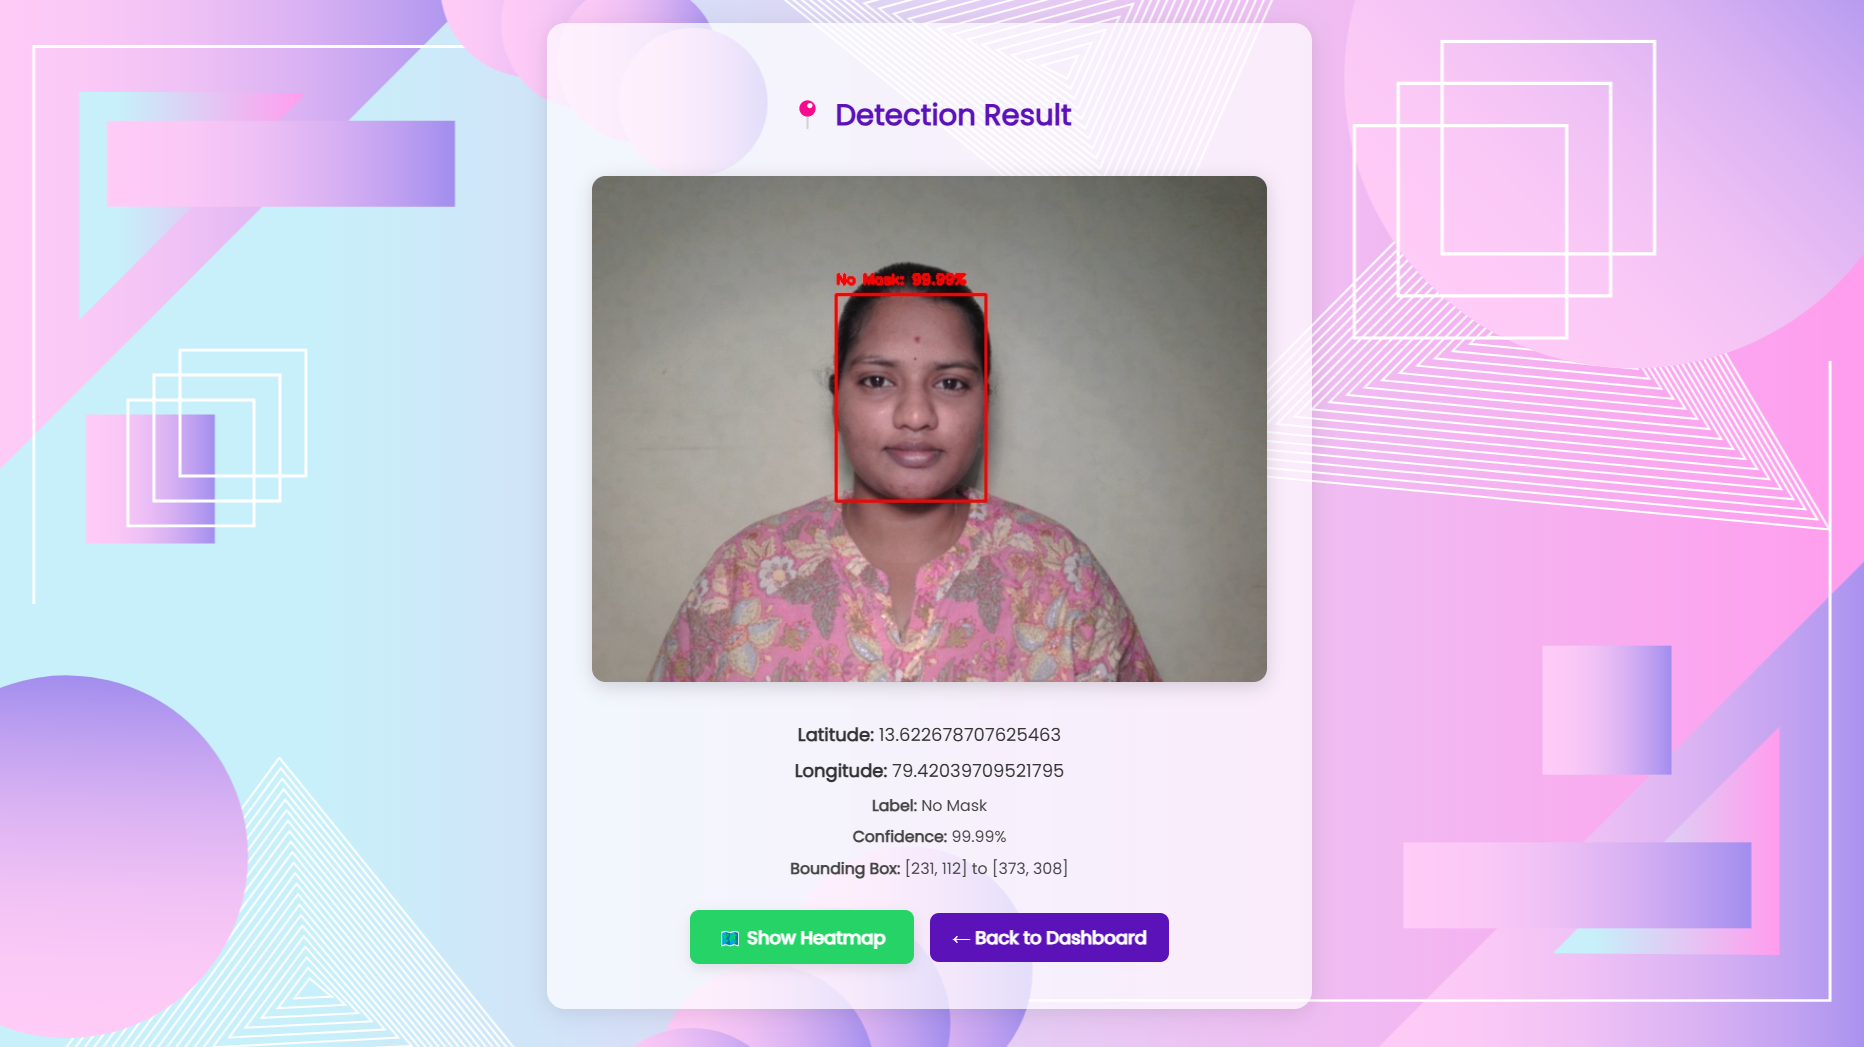 Detection Result
No Mask: 99.99%
Latitude: 13.622678707625463
Longitude: 79.42039709521795
Label: No Mask
Confidence: 99.99%
Bounding Box: [231, 112] to [373, 308]
Show Heatmap
← Back to Dashboard